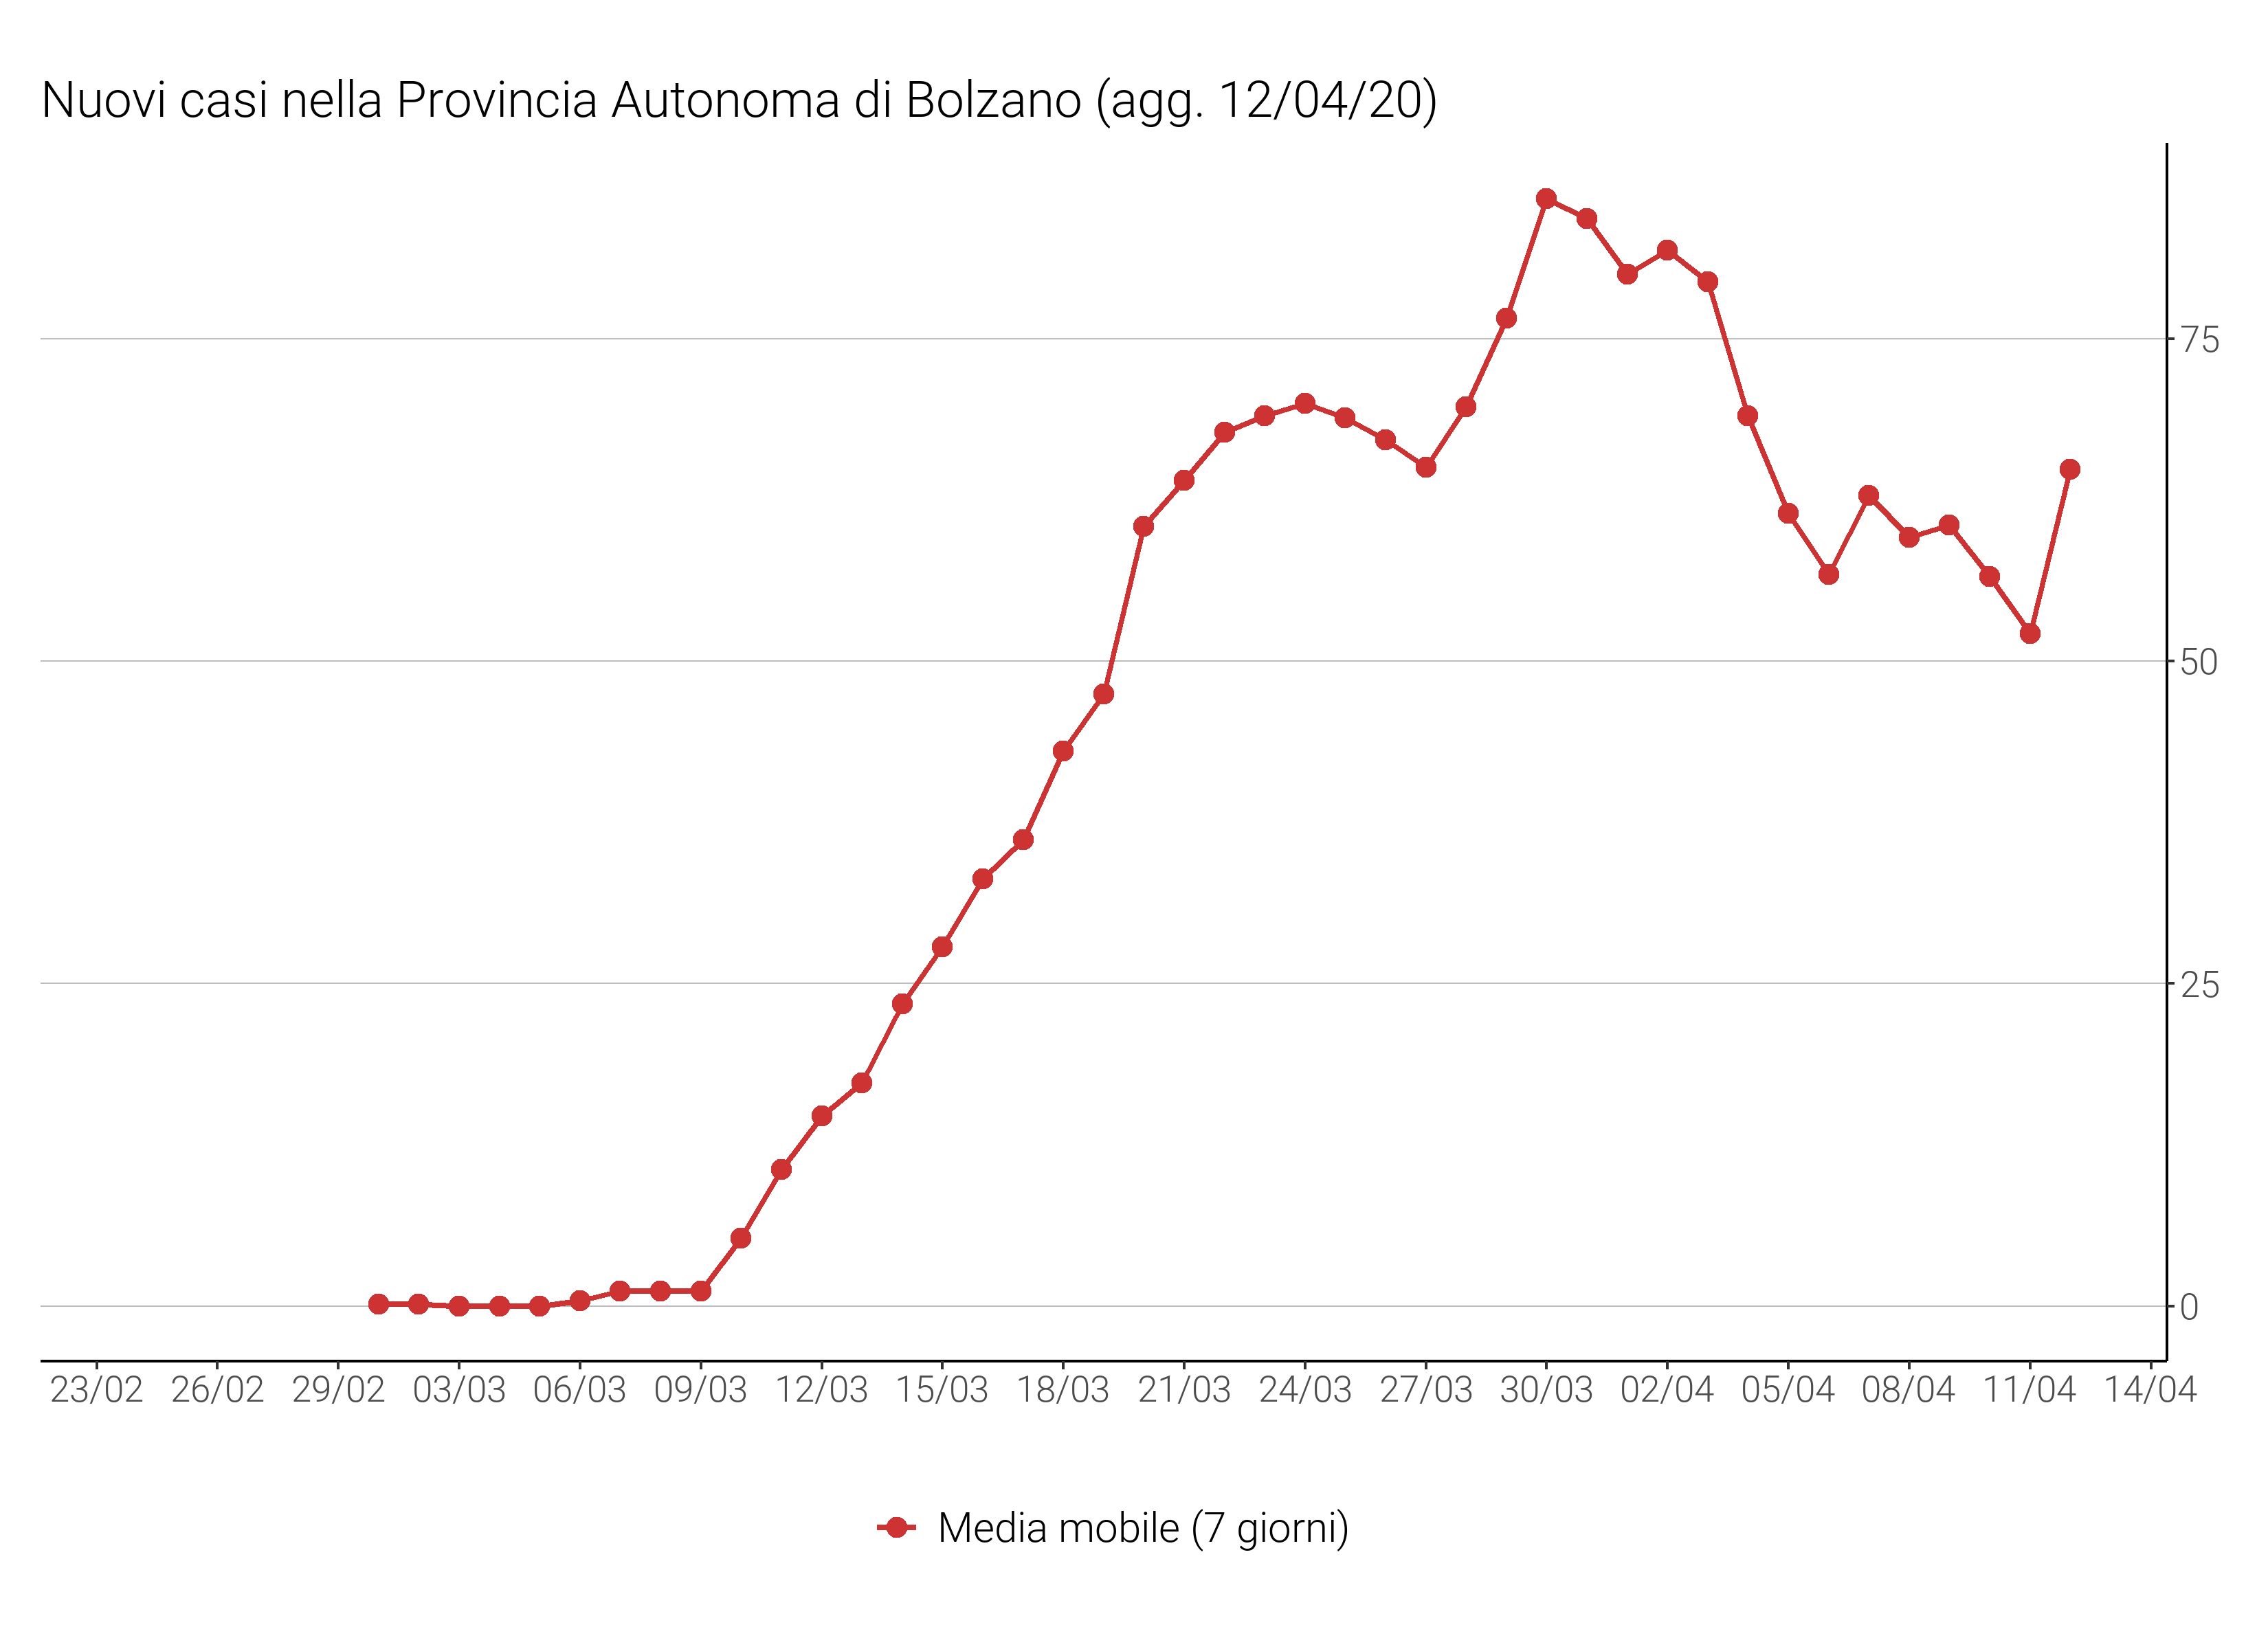 Nuovi casi nella Provincia Autonoma di Bolzano (agg. 12/04/20)
75
50
25
0
23/02 26/02 29/02 03/03 06/03 09/03 12/03 15/03 18/03 21/03 24/03 27/03 30/03 02/04 05/04 08/04 11/04 14/04
Media mobile (7 giorni)